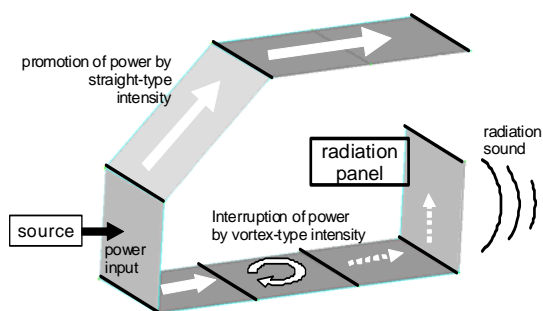 promotion of power by
straight-type
intensity
radiation
sound
radiation
panel
Interruption of power
by vortex-type intensity
source
power
input